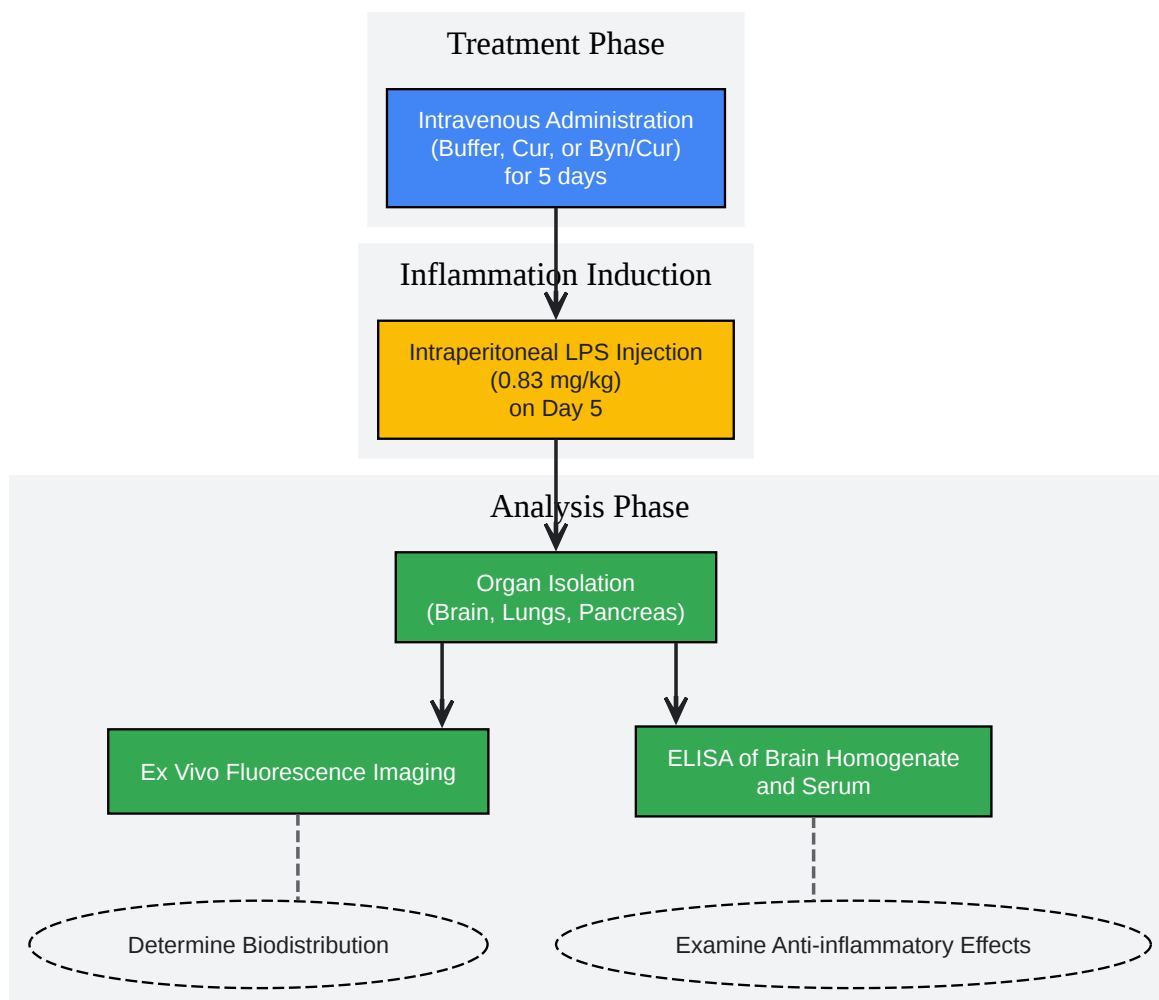 Treatment Phase
Intravenous Administration
(Buffer, Cur, or Byn/Cur)
for 5 days
Inflammation Induction
Intraperitoneal LPS Injection
(0.83 mg/kg)
on Day 5
Analysis Phase
Organ Isolation
(Brain, Lungs, Pancreas)
Ex Vivo Fluorescence Imaging
ELISA of Brain Homogenate
and Serum
Determine Biodistribution
Examine Anti-inflammatory Effects